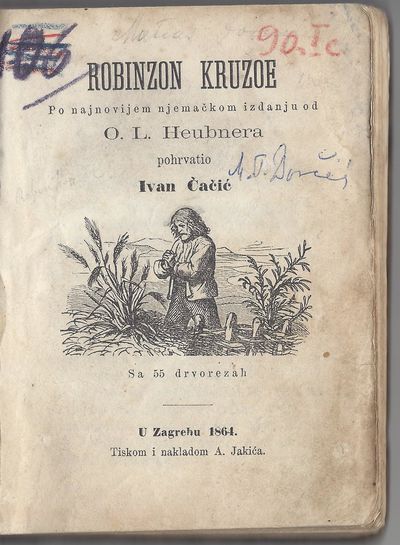 106
90. I c
ROBINZON KRUZOE
Po najnovijem njemačkom izdanju od
O. L. Heubnera
pohrvatio
Ivan Čačić
Sa 55 drvorezah
U Zagrebu 1864.
Tiskom i nakladom A. Jakića.